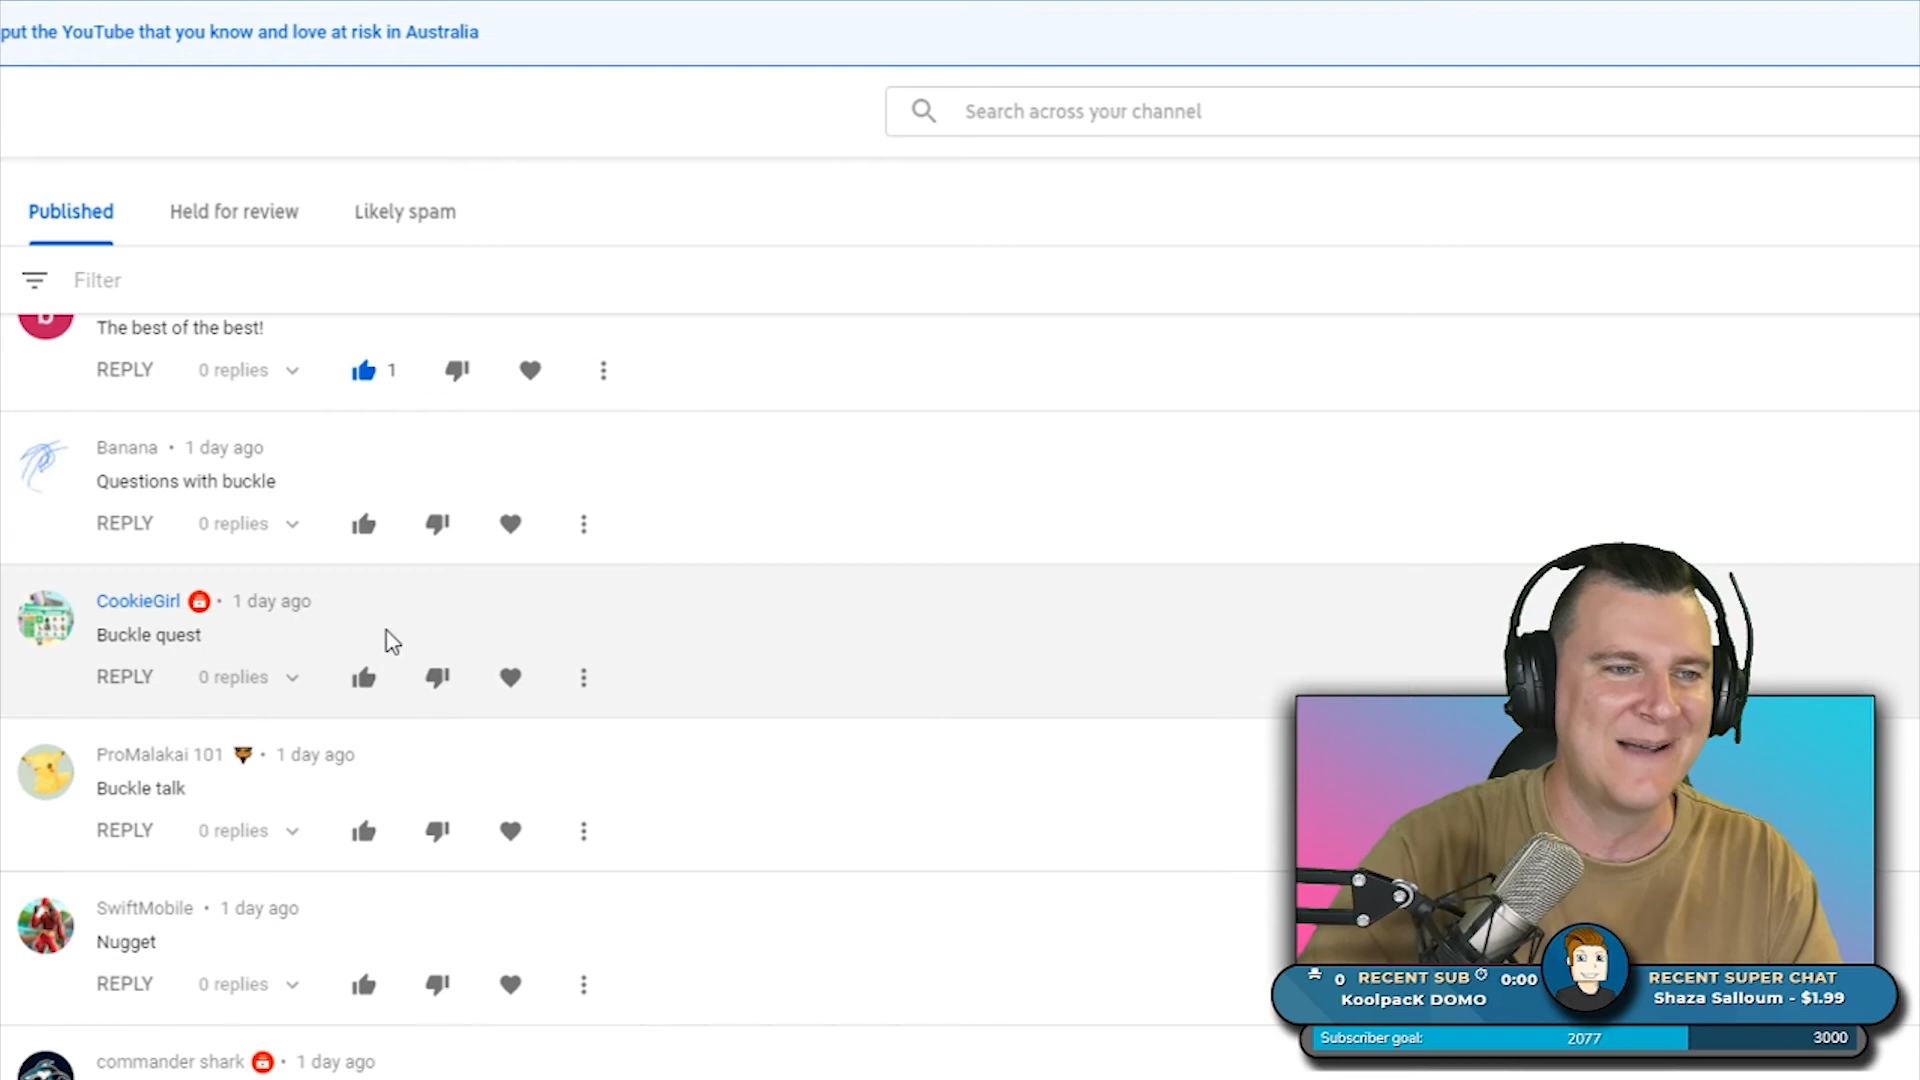 put the YouTube that you know and love at risk in Australia
Search across your channel
Published
Held for review
Likely spam
Filter
The best of the best!
REPLY 0 replies 1
Banana • 1 day ago
Questions with buckle
REPLY 0 replies
CookieGirl • 1 day ago
Buckle quest
REPLY 0 replies
ProMalakai 101 • 1 day ago
Buckle talk
REPLY 0 replies
SwiftMobile • 1 day ago
Nugget
REPLY 0 replies
commander shark • 1 day ago
0 RECENT SUB 0:00
KoolpacK DOMO
RECENT SUPER CHAT
Shaza Salloum - $1.99
Subscriber goal: 2077 3000